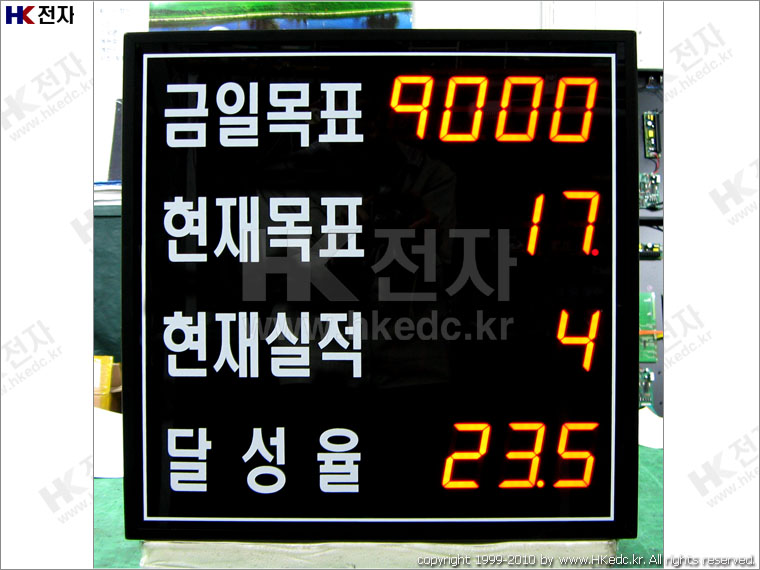 HK전자
금일목표 9000
현재목표 17.
현재실적 4
달성율 23.5
HK전자
www.hkedc.kr
copyright 1999-2010 by www.HKedc.kr. All rights reserved.